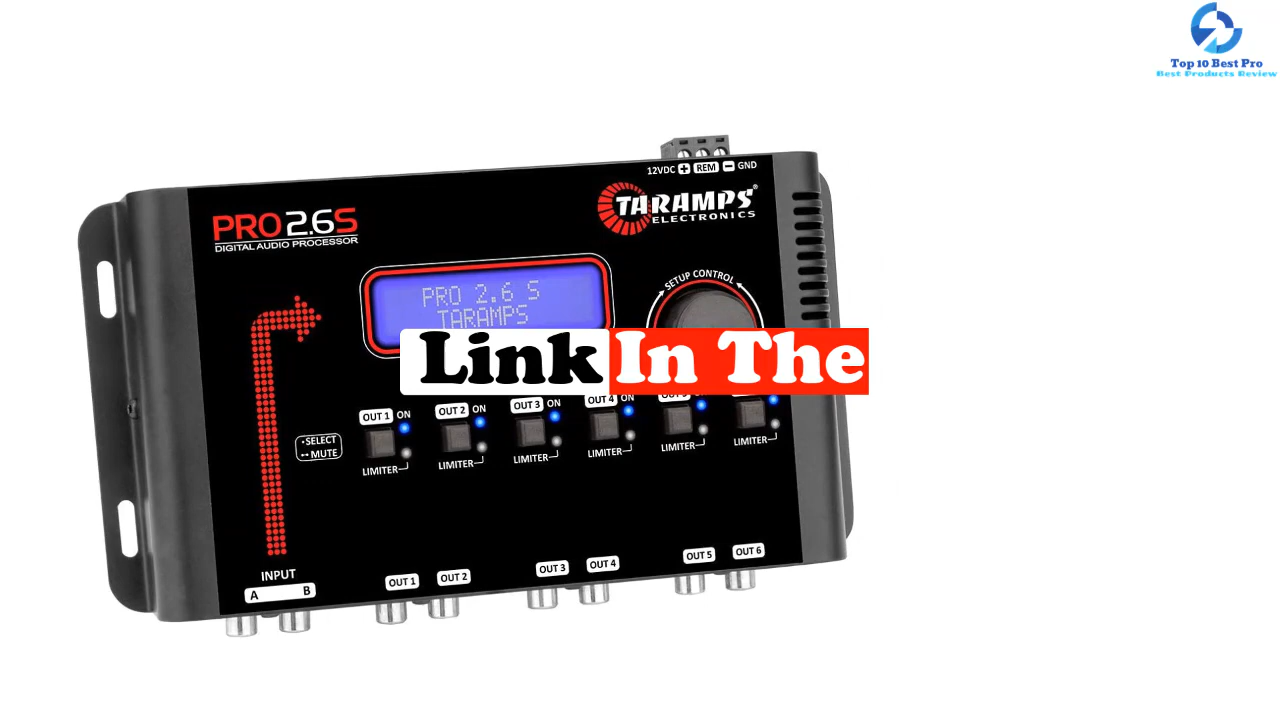 Top 10 Best Pro
Best Products Review
12VDC + REM − GND
TARAMPS®
ELECTRONICS
PRO 2.6S
DIGITAL AUDIO PROCESSOR
SETUP CONTROL
PRO 2.6 S
TARAMPS
Link In The
OUT 1 ON
OUT 2 ON
OUT 3 ON
OUT 4 ON
•SELECT
•• MUTE
LIMITER
LIMITER
LIMITER
LIMITER
LIMITER
LIMITER
INPUT
A B
OUT 1
OUT 2
OUT 3
OUT 4
OUT 5
OUT 6